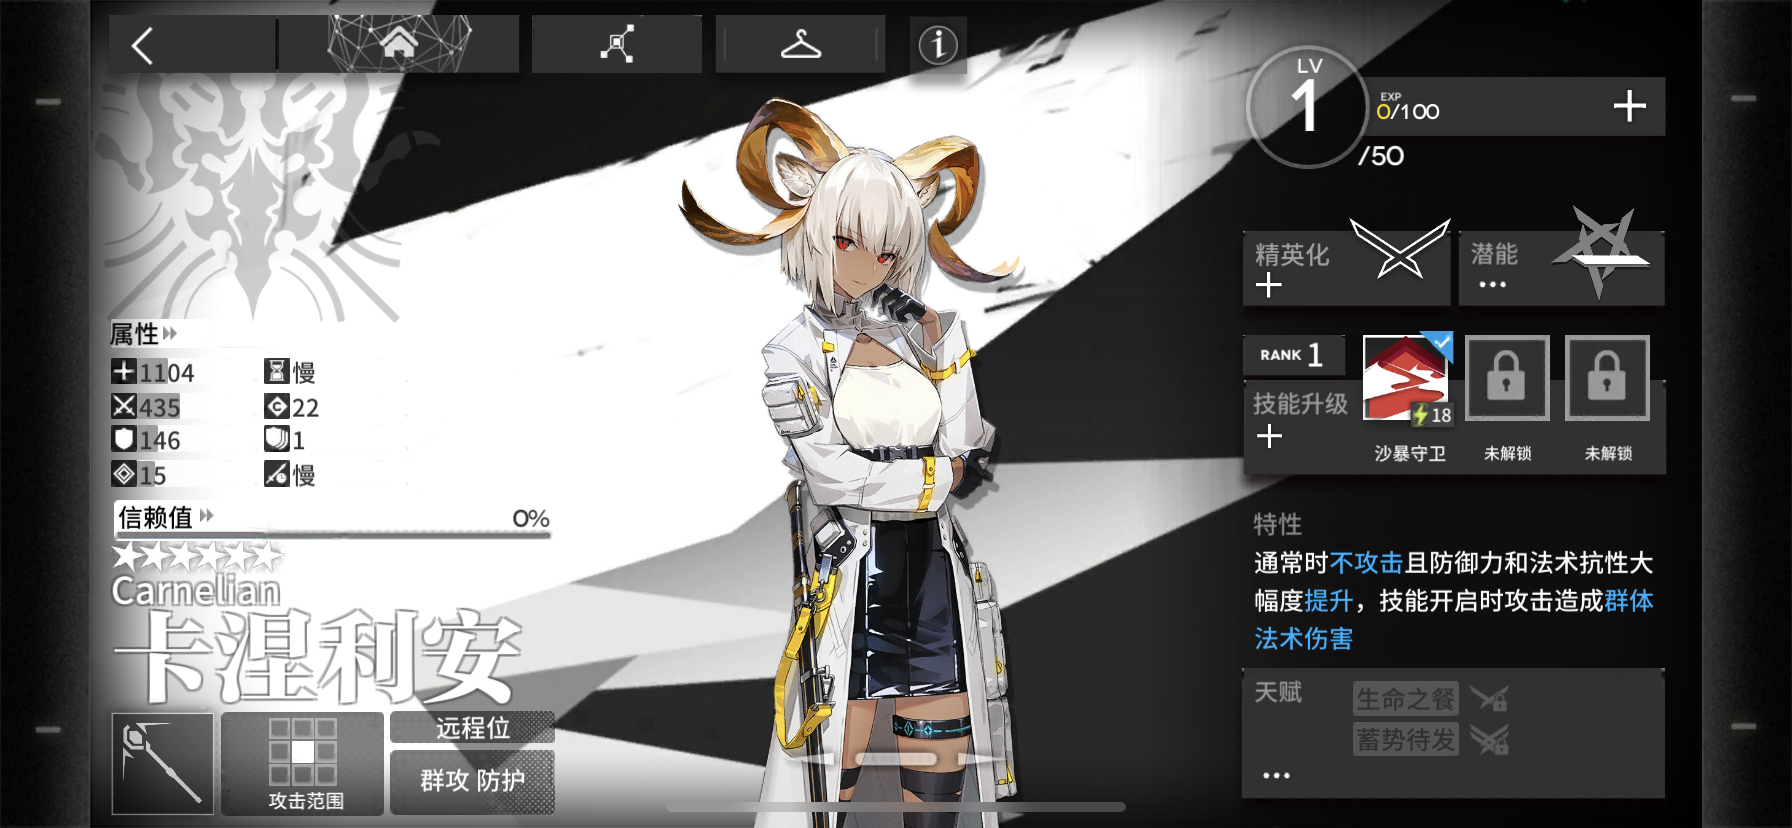 LV
1
EXP
0/100
/50
精英化
潜能
属性
1104 慢
435 22
146 1
15 慢
信赖值 0%
Carnelian
卡涅利安
攻击范围
远程位
群攻 防护
RANK 1
技能升级
18
沙暴守卫 未解锁 未解锁
特性
通常时不攻击且防御力和法术抗性大
幅度提升，技能开启时攻击造成群体
法术伤害
天赋
生命之餐
蓄势待发